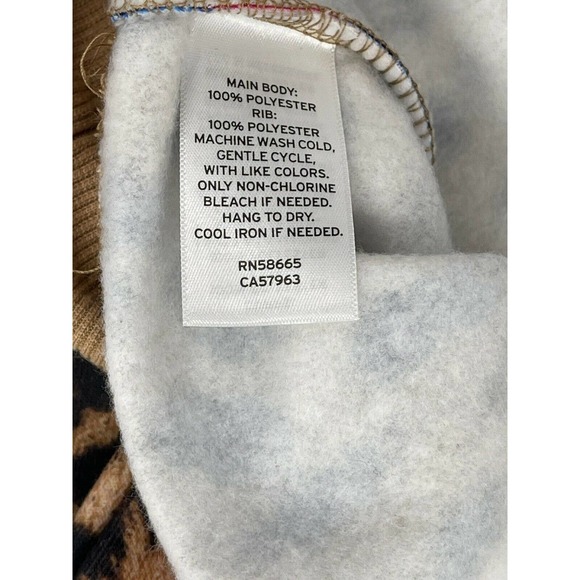 MAIN BODY:
100% POLYESTER
RIB:
100% POLYESTER
MACHINE WASH COLD,
GENTLE CYCLE,
WITH LIKE COLORS.
ONLY NON-CHLORINE
BLEACH IF NEEDED.
HANG TO DRY.
COOL IRON IF NEEDED.
RN58665
CA57963